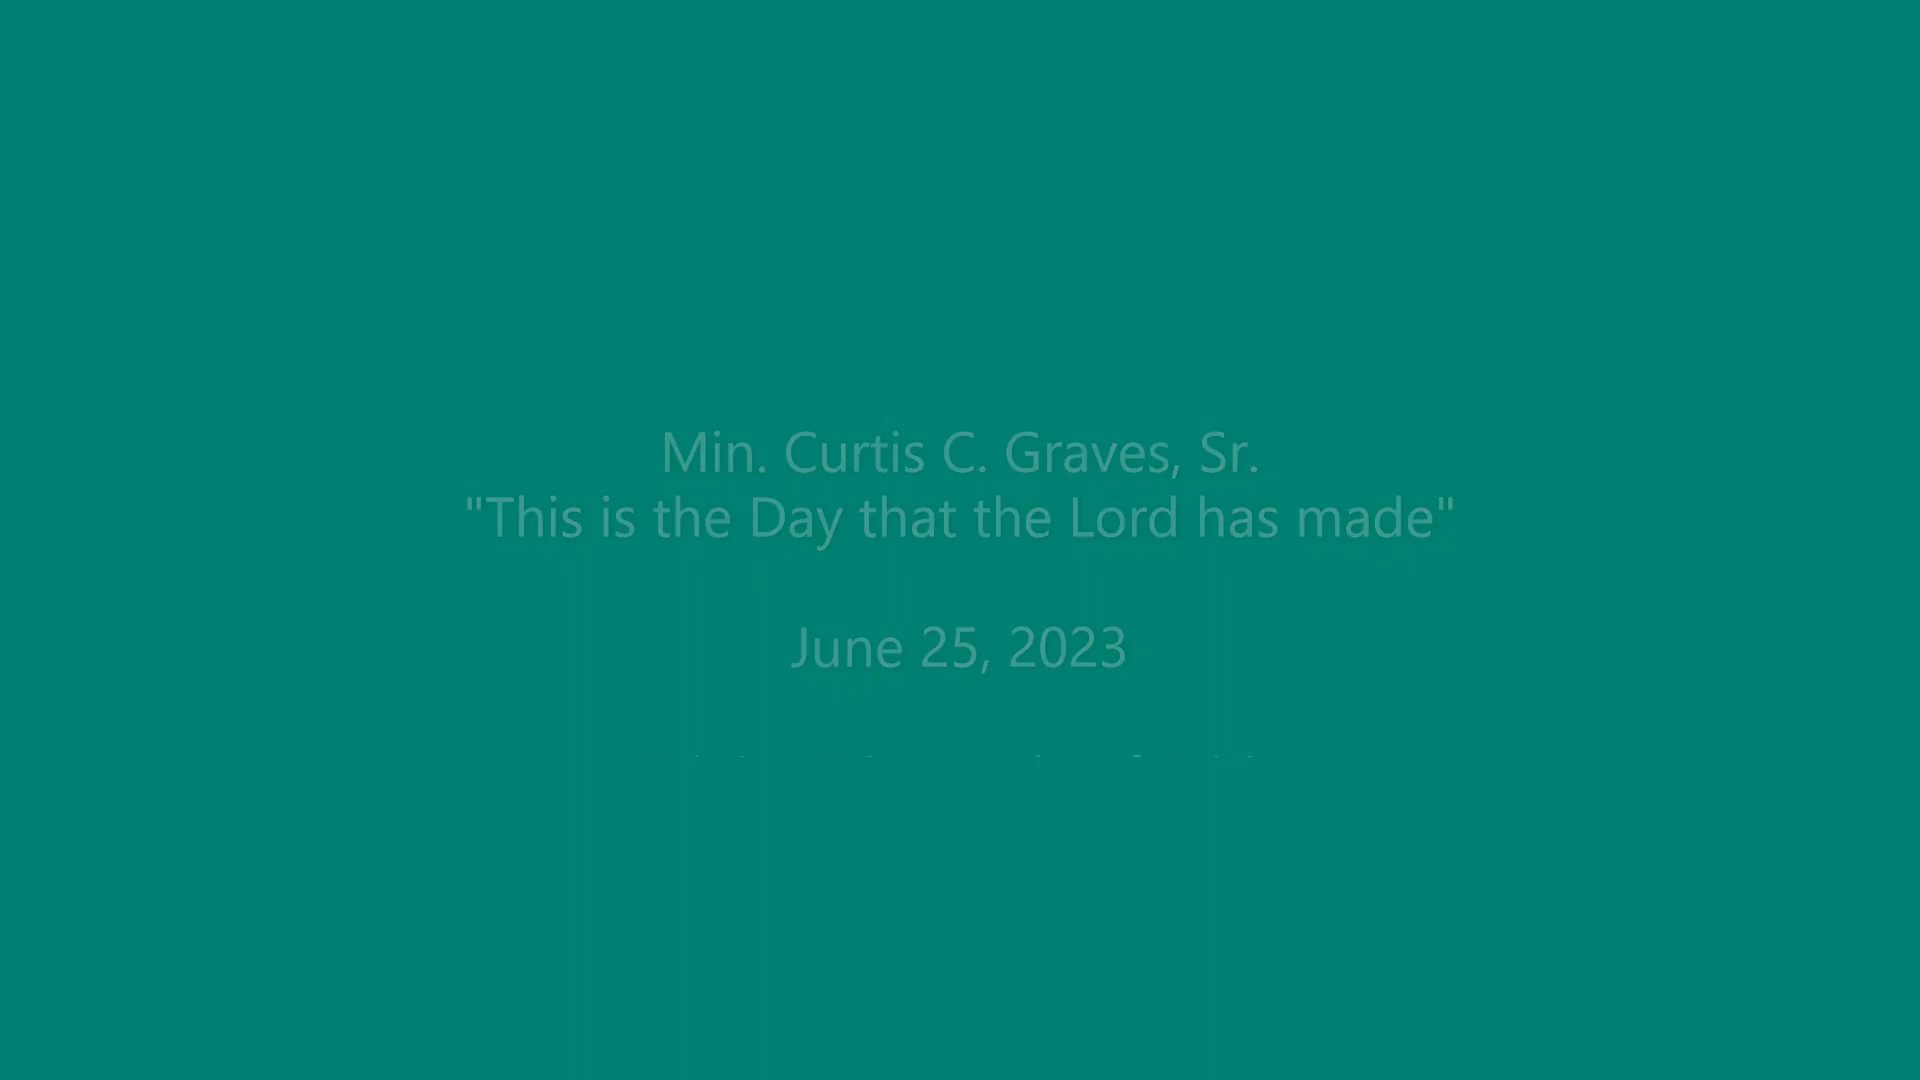 Min. Curtis C. Graves, Sr.
"This is the Day that the Lord has made"
June 25, 2023